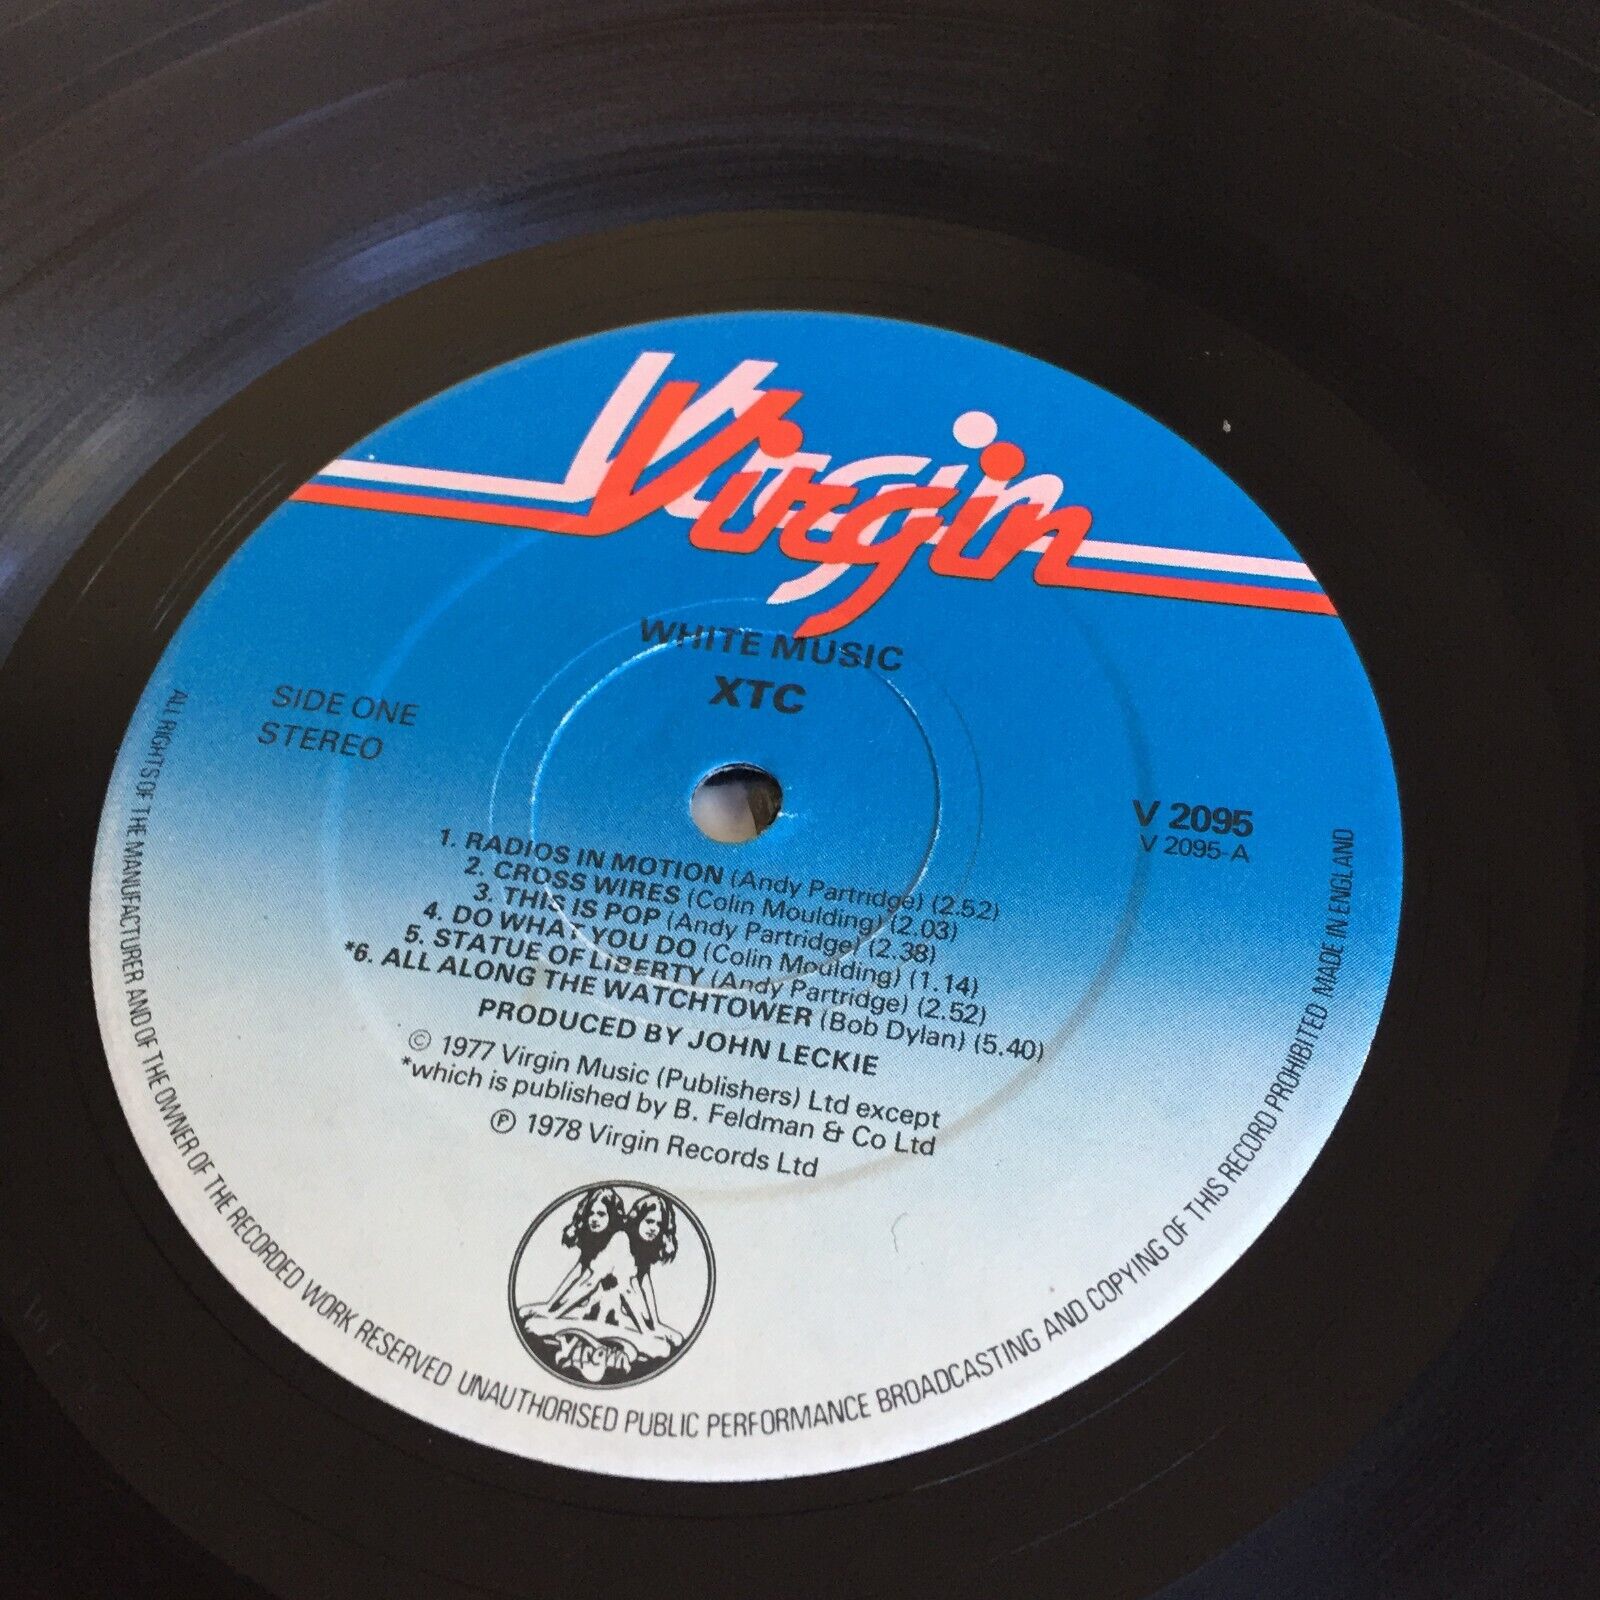 Virgin
WHITE MUSIC
XTC
SIDE ONE
STEREO
V 2095
V 2095-A
1. RADIOS IN MOTION (Andy Partridge) (2.52)
2. CROSS WIRES (Colin Moulding) (2.03)
3. THIS IS POP (Andy Partridge) (2.38)
4. DO WHAT YOU DO (Colin Moulding) (1.14)
5. STATUE OF LIBERTY (Andy Partridge) (2.52)
*6. ALL ALONG THE WATCHTOWER (Bob Dylan) (5.40)
PRODUCED BY JOHN LECKIE
© 1977 Virgin Music (Publishers) Ltd except
*which is published by B. Feldman & Co Ltd
℗ 1978 Virgin Records Ltd
Virgin
ALL RIGHTS OF THE MANUFACTURER AND OF THE OWNER OF THE RECORDED WORK RESERVED UNAUTHORISED PUBLIC PERFORMANCE BROADCASTING AND COPYING OF THIS RECORD PROHIBITED MADE IN ENGLAND